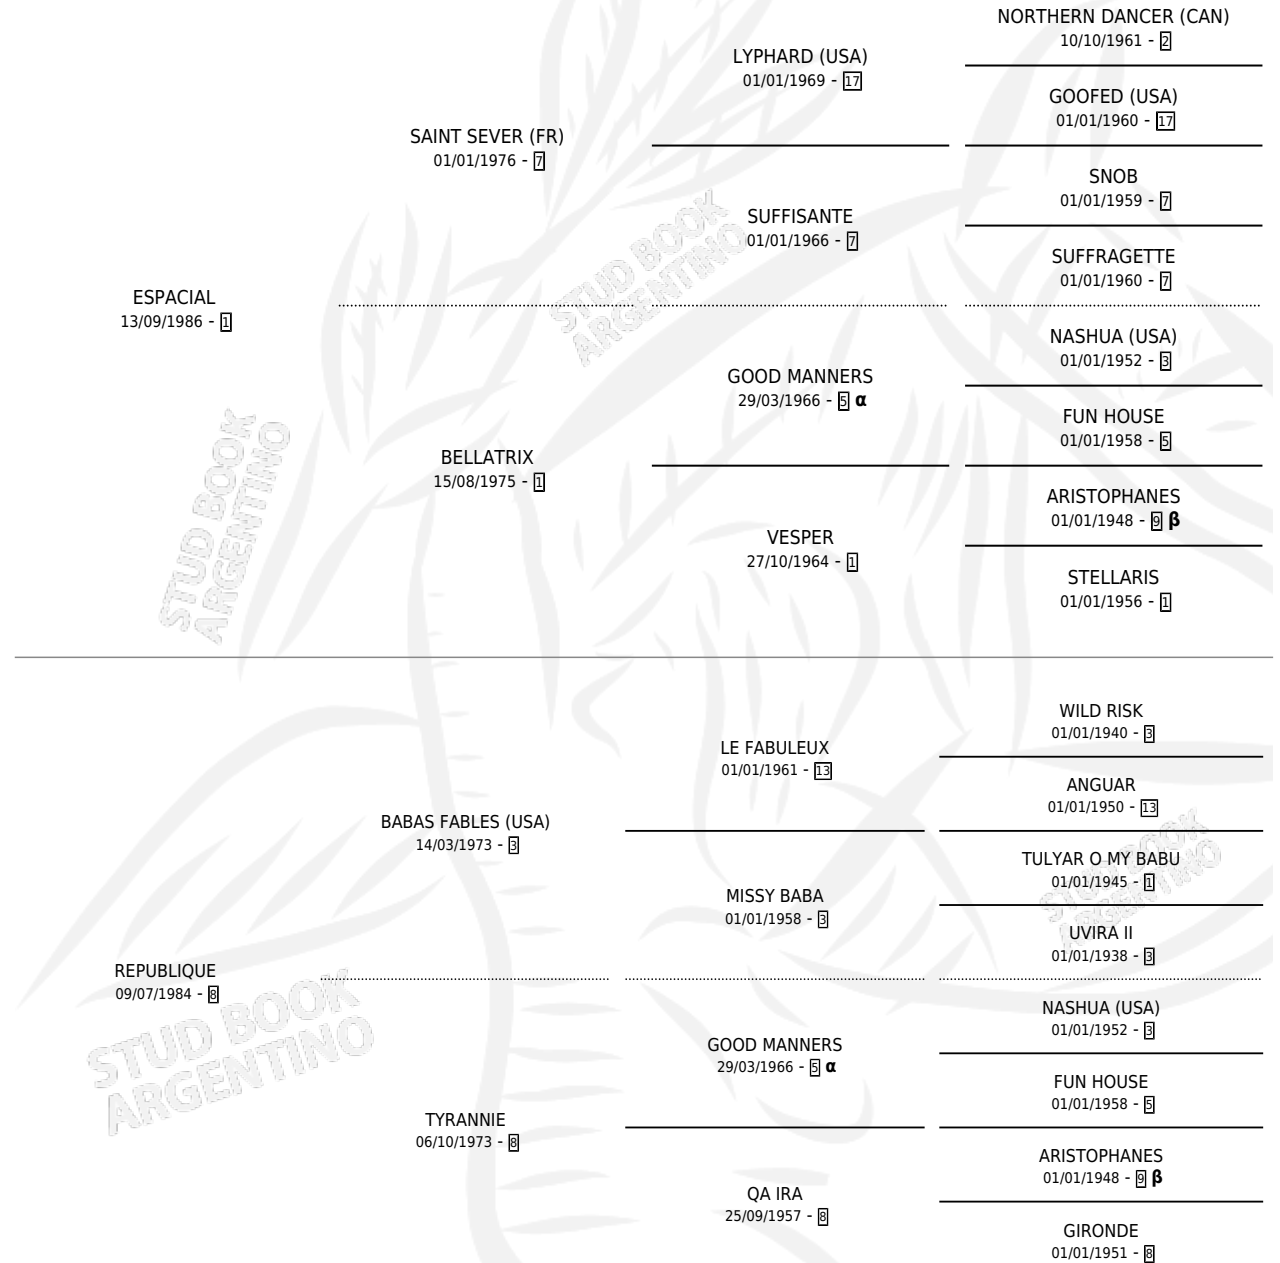 NORTHERN DANCER (CAN)
10/10/1961 - 2
LYPHARD (USA)
01/01/1969 - 17
GOOFED (USA)
01/01/1960 - 17
SAINT SEVER (FR)
01/01/1976 - 7
SNOB
01/01/1959 - 7
SUFFISANTE
01/01/1966 - 7
SUFFRAGETTE
01/01/1960 - 7
ESPACIAL
13/09/1986 - 1
NASHUA (USA)
01/01/1952 - 3
GOOD MANNERS
29/03/1966 - 5 α
FUN HOUSE
01/01/1958 - 5
BELLATRIX
15/08/1975 - 1
ARISTOPHANES
01/01/1948 - 9 β
VESPER
27/10/1964 - 1
STELLARIS
01/01/1956 - 1
WILD RISK
01/01/1940 - 3
LE FABULEUX
01/01/1961 - 13
ANGUAR
01/01/1950 - 13
BABAS FABLES (USA)
14/03/1973 - 3
TULYAR O MY BABU
01/01/1945 - 1
MISSY BABA
01/01/1958 - 3
UVIRA II
01/01/1938 - 3
REPUBLIQUE
09/07/1984 - 8
NASHUA (USA)
01/01/1952 - 3
GOOD MANNERS
29/03/1966 - 5 α
FUN HOUSE
01/01/1958 - 5
TYRANNIE
06/10/1973 - 8
ARISTOPHANES
01/01/1948 - 9 β
QA IRA
25/09/1957 - 8
GIRONDE
01/01/1951 - 8
STUD BOOK
ARGENTINO
STUD BOOK
ARGENTINO
STUD BOOK
ARGENTINO
STUD BOOK
ARGENTINO